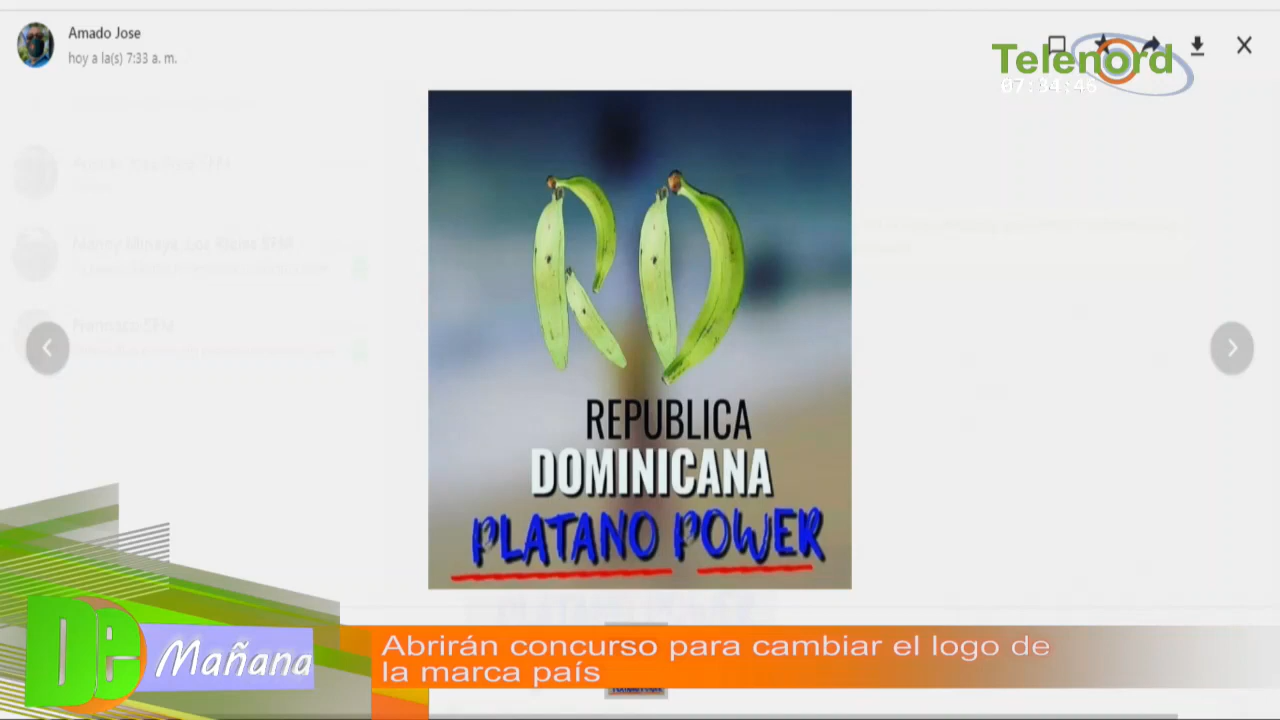 Amado Jose
hoy a la(s) 7:33 a. m.
Telenord
07:34:46
RD
REPUBLICA
DOMINICANA
PLATANO POWER
De
Mañana
Abrirán concurso para cambiar el logo de
la marca país